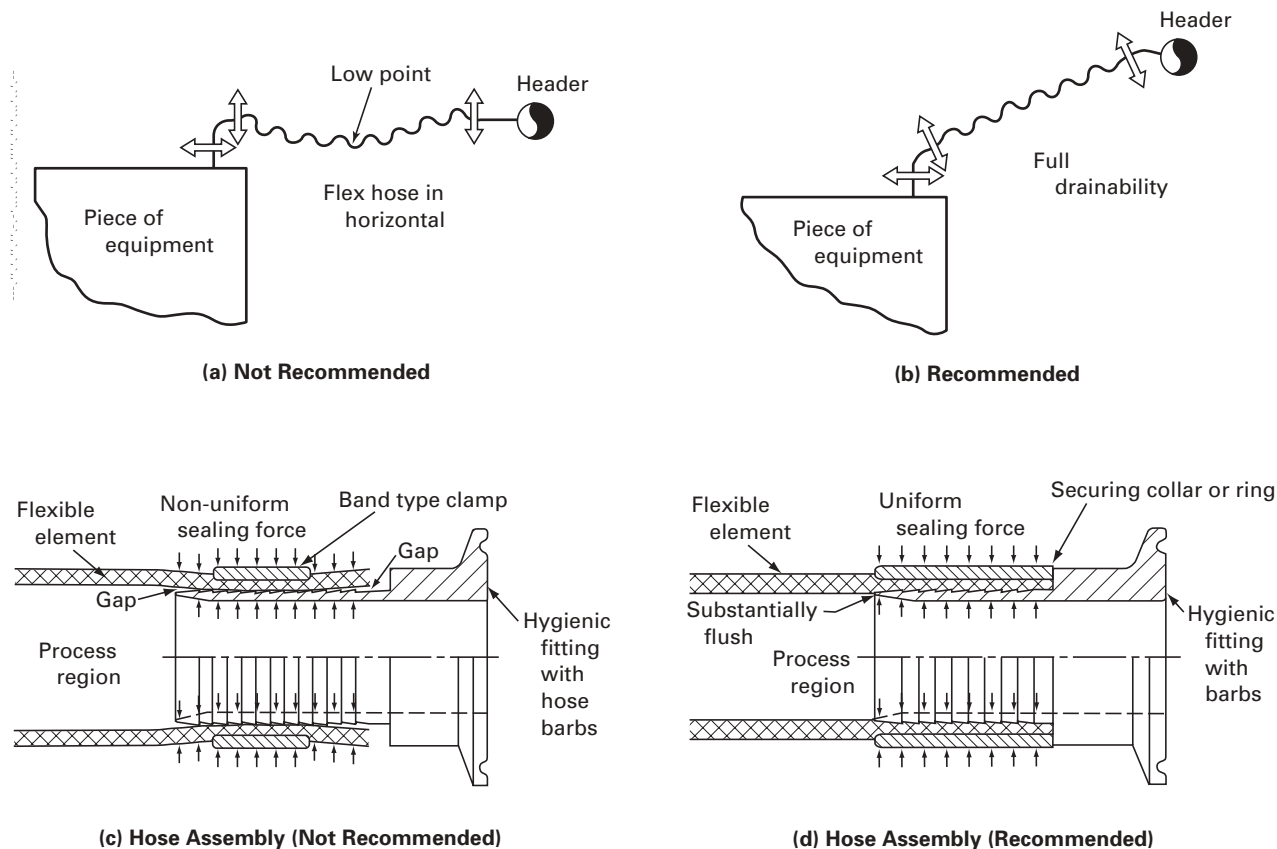 Low point
Header
Flex hose in
horizontal
Piece of
equipment
(a) Not Recommended
Header
Full
drainability
Piece of
equipment
(b) Recommended
Flexible
element
Non-uniform
sealing force
Band type clamp
Gap
Gap
Process
region
Hygienic
fitting
with
hose
barbs
(c) Hose Assembly (Not Recommended)
Flexible
element
Uniform
sealing force
Securing collar or ring
Substantially
flush
Process
region
Hygienic
fitting
with
barbs
(d) Hose Assembly (Recommended)